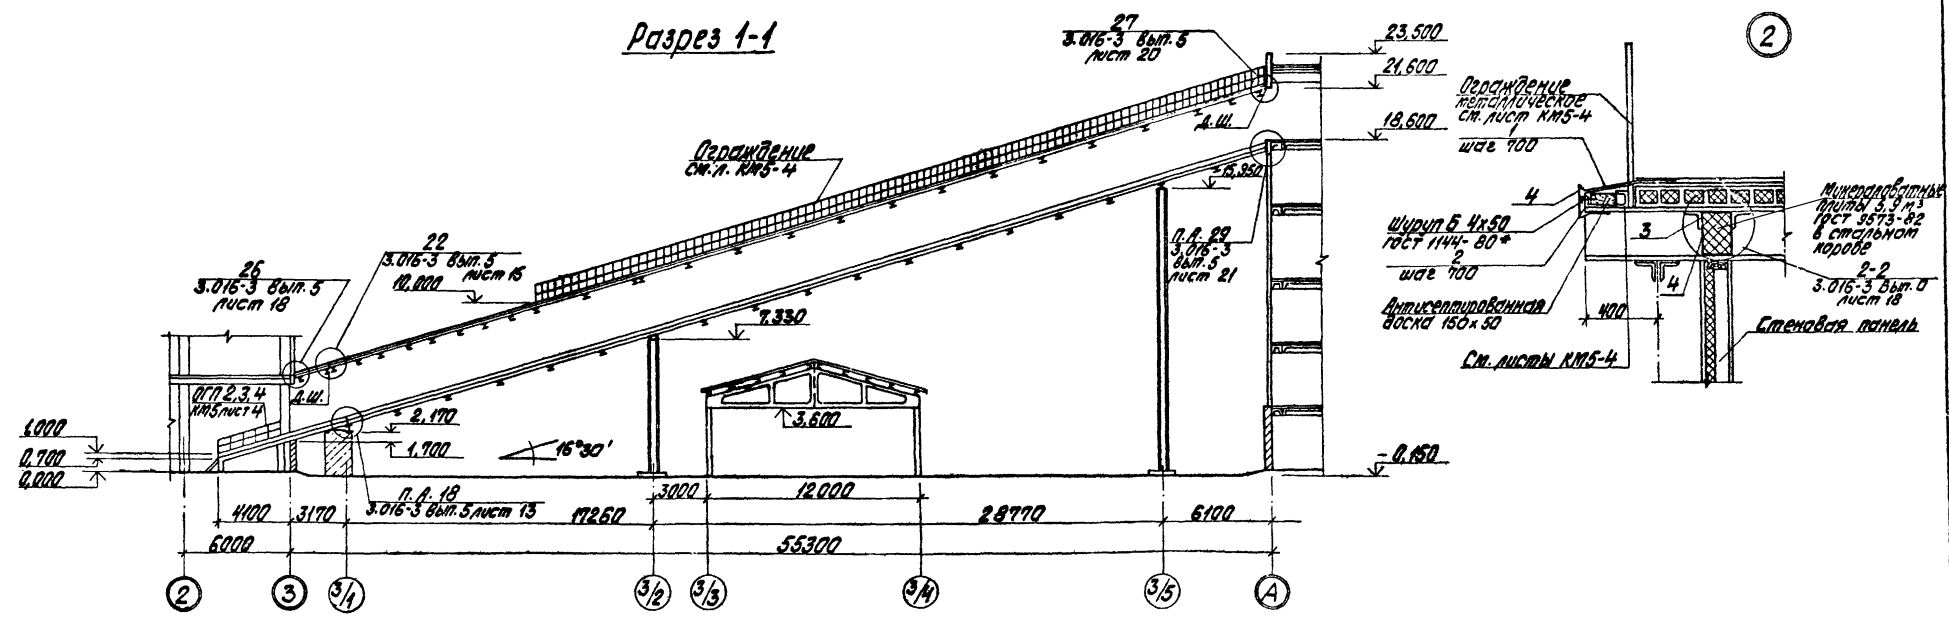 Разрез 1-1
27
3.016-3 вып. 5
лист 20
23,500
21,600
18,600
д.ш.
Ограждение
см.л. КМ5-4
15,950
22
3.016-3 вып. 5
лист 15
26
3.016-3 вып. 5
лист 18
10,000
п.А. 29
3.016-3
вып. 5
лист 21
7,330
ОГП 2,3,4
КМ5 лист 4
д.ш.
2,170
1,700
3,600
16°30'
1,000
0,700
0,000
-0,150
п.А. 18
3.016-3 вып. 5 лист 13
3000
12000
4100
3170
17260
28770
6100
6000
55300
2
3
3/1
3/2
3/3
3/4
3/5
А
2
Ограждение
металлическое
см. лист КМ5-4
1
шаг 700
4
Шуруп Б 4х50
гост 1144-80*
2
шаг 700
Антисептированная
доска 150х50
3
4
400
Минераловатные
плиты 5,9 м³
гост 9573-82
в стальном
коробе
2-2
3.016-3 вып. 0
лист 18
Стеновая панель
См. листы КМ5-4